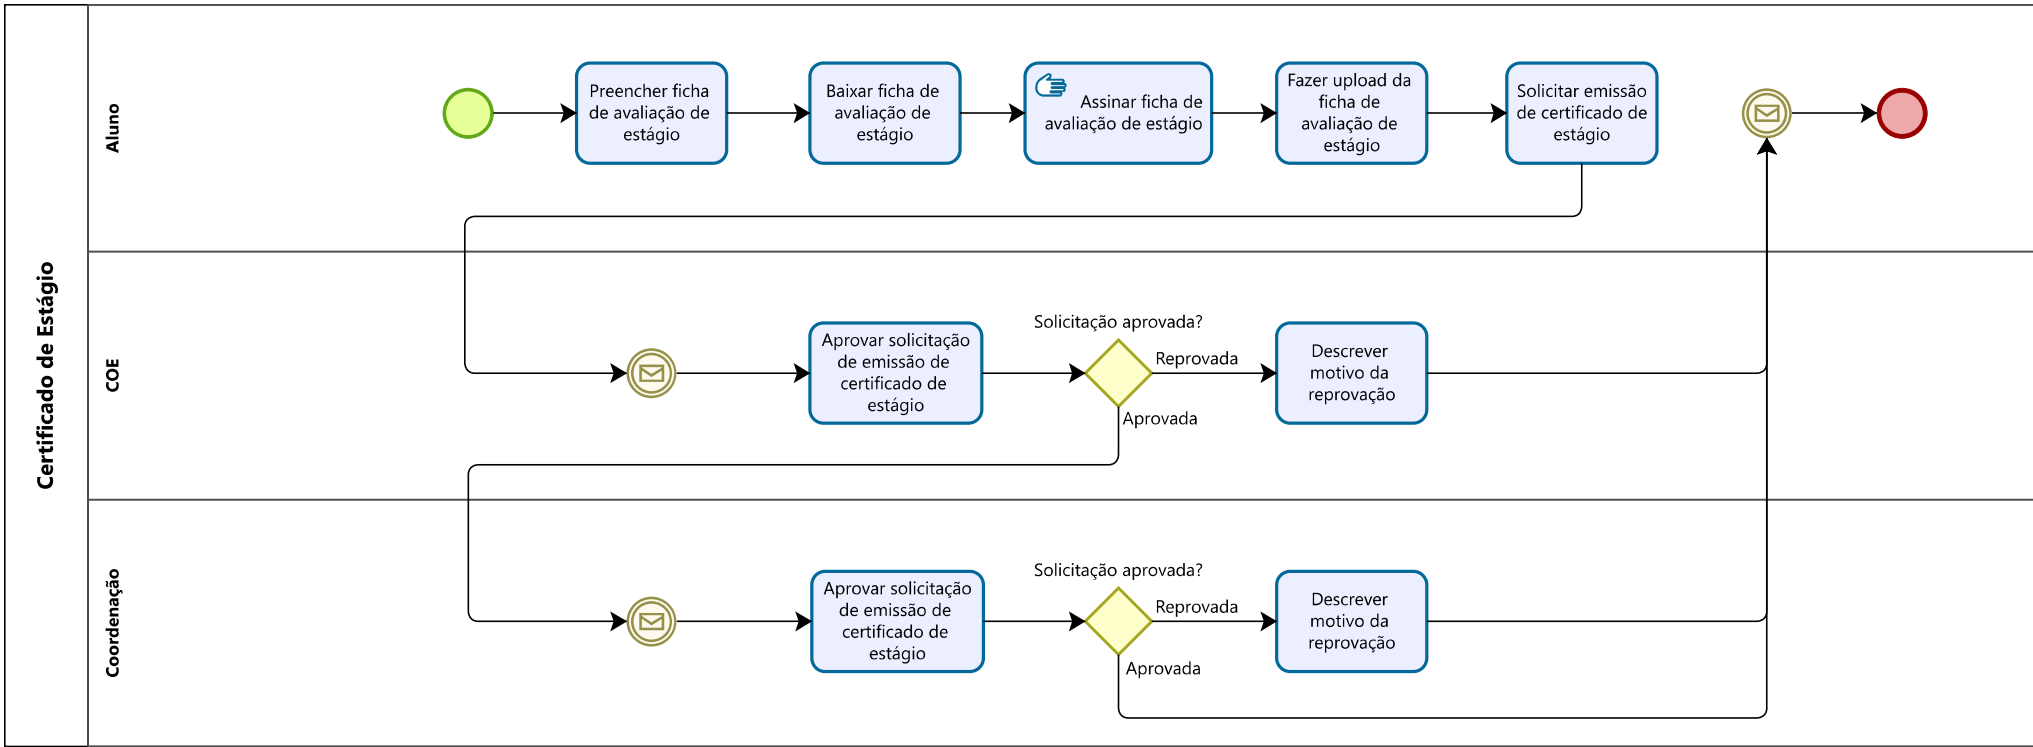 Certificado de Estágio
Aluno
Preencher ficha
de avaliação de
estágio
Baixar ficha de
avaliação de
estágio
Assinar ficha de
avaliação de estágio
Fazer upload da
ficha de
avaliação de
estágio
Solicitar emissão
de certificado de
estágio
COE
Aprovar solicitação
de emissão de
certificado de
estágio
Solicitação aprovada?
Reprovada
Aprovada
Descrever
motivo da
reprovação
Coordenação
Aprovar solicitação
de emissão de
certificado de
estágio
Solicitação aprovada?
Reprovada
Aprovada
Descrever
motivo da
reprovação